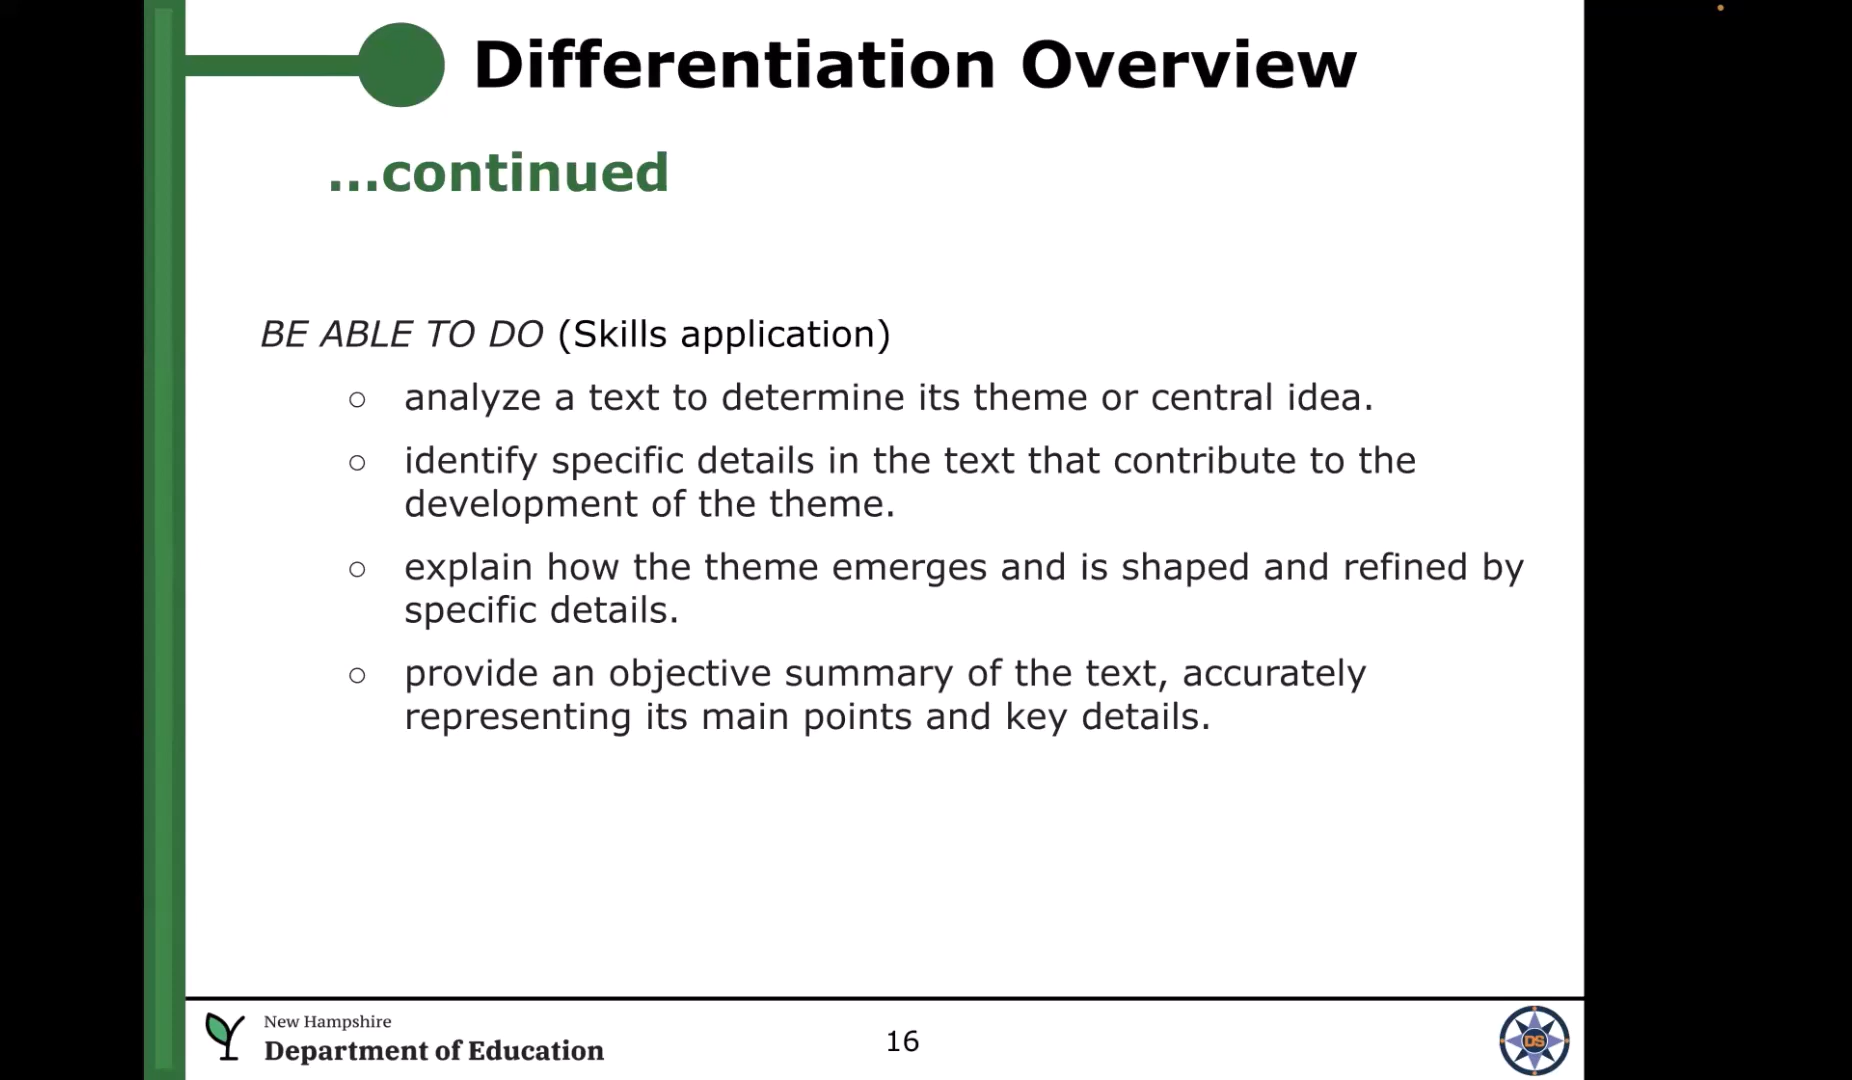 Differentiation Overview
...continued
BE ABLE TO DO (Skills application)
○ analyze a text to determine its theme or central idea.
○ identify specific details in the text that contribute to the
development of the theme.
○ explain how the theme emerges and is shaped and refined by
specific details.
○ provide an objective summary of the text, accurately
representing its main points and key details.
New Hampshire
Department of Education
16
DS